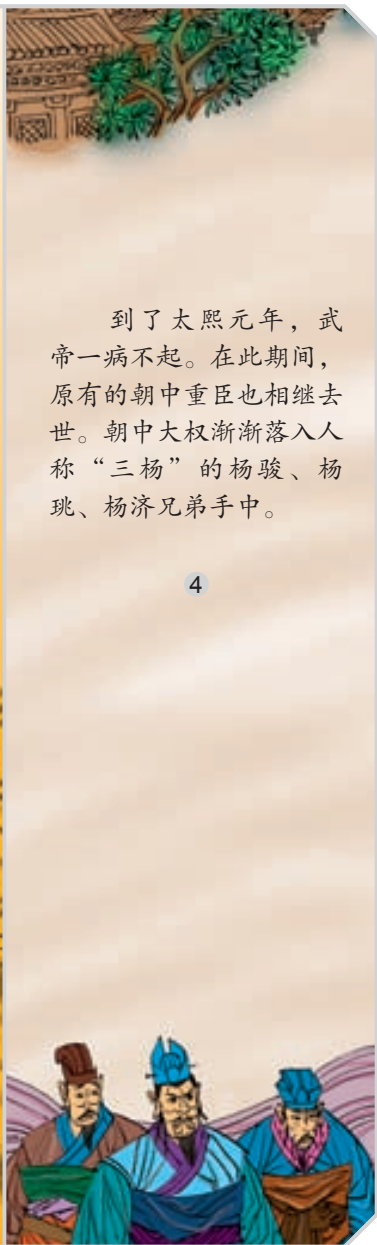 到了太熙元年，武
帝一病不起。在此期间，
原有的朝中重臣也相继去
世。朝中大权渐渐落入人
称“三杨”的杨骏、杨
珧、杨济兄弟手中。
4